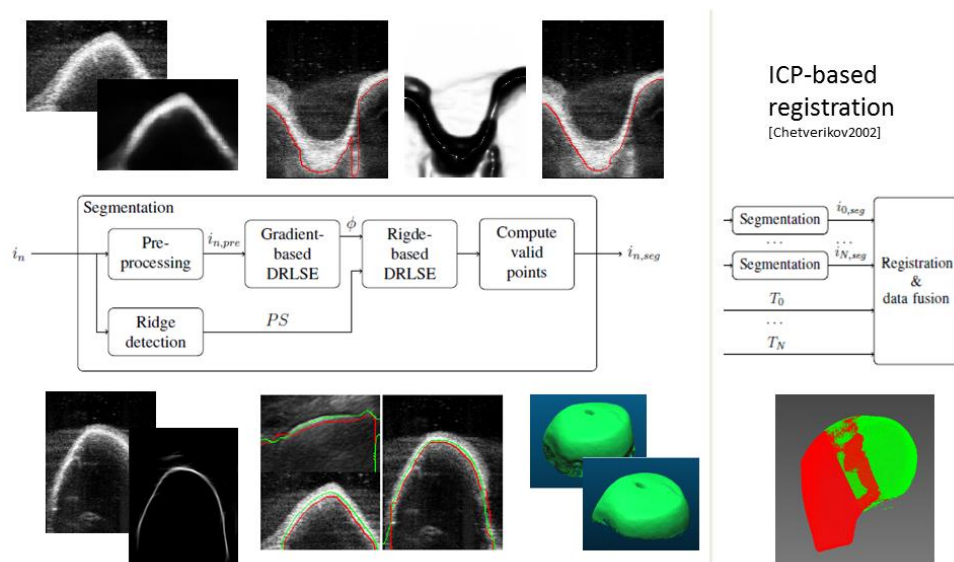 ICP-based
registration
[Chetverikov2002]
Segmentation
i_n
Pre-
processing
i_{n,pre}
Gradient-
based
DRLSE
ϕ
Rigde-
based
DRLSE
Compute
valid
points
i_{n,seg}
Ridge
detection
PS
Segmentation
i_{0,seg}
... ...
Segmentation
i_{N,seg}
T_0
...
T_N
Registration
&
data fusion